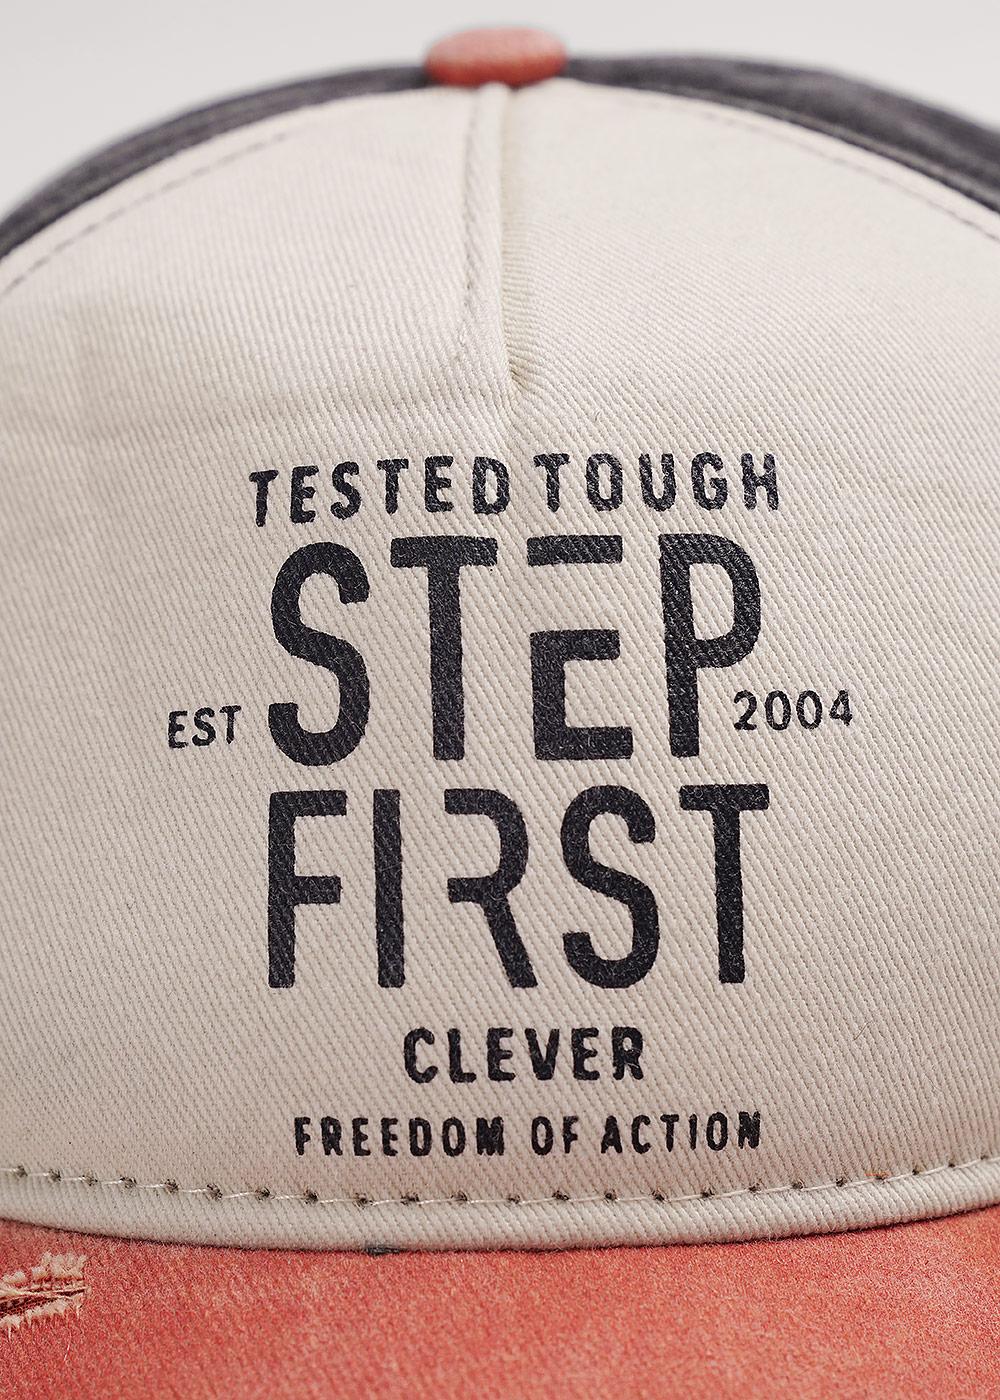 TESTED TOUGH
STEP
EST 2004
FIRST
CLEVER
FREEDOM OF ACTION